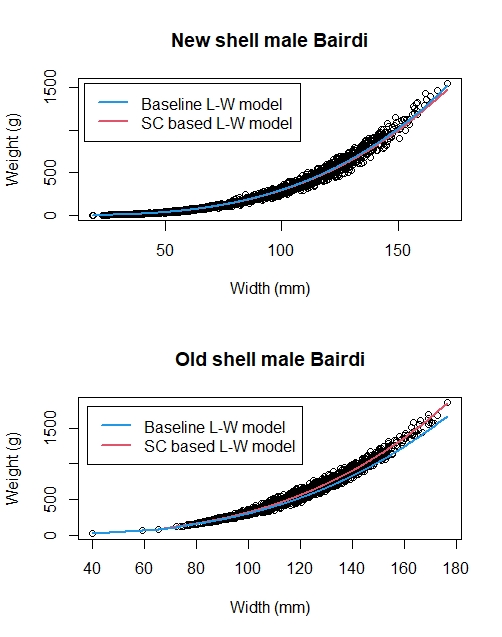 New shell male Bairdi
Baseline L-W model
SC based L-W model
Weight (g)
1500
500
0
50 100 150
Width (mm)
Old shell male Bairdi
Baseline L-W model
SC based L-W model
Weight (g)
1500
500
0
40 60 80 100 120 140 160 180
Width (mm)